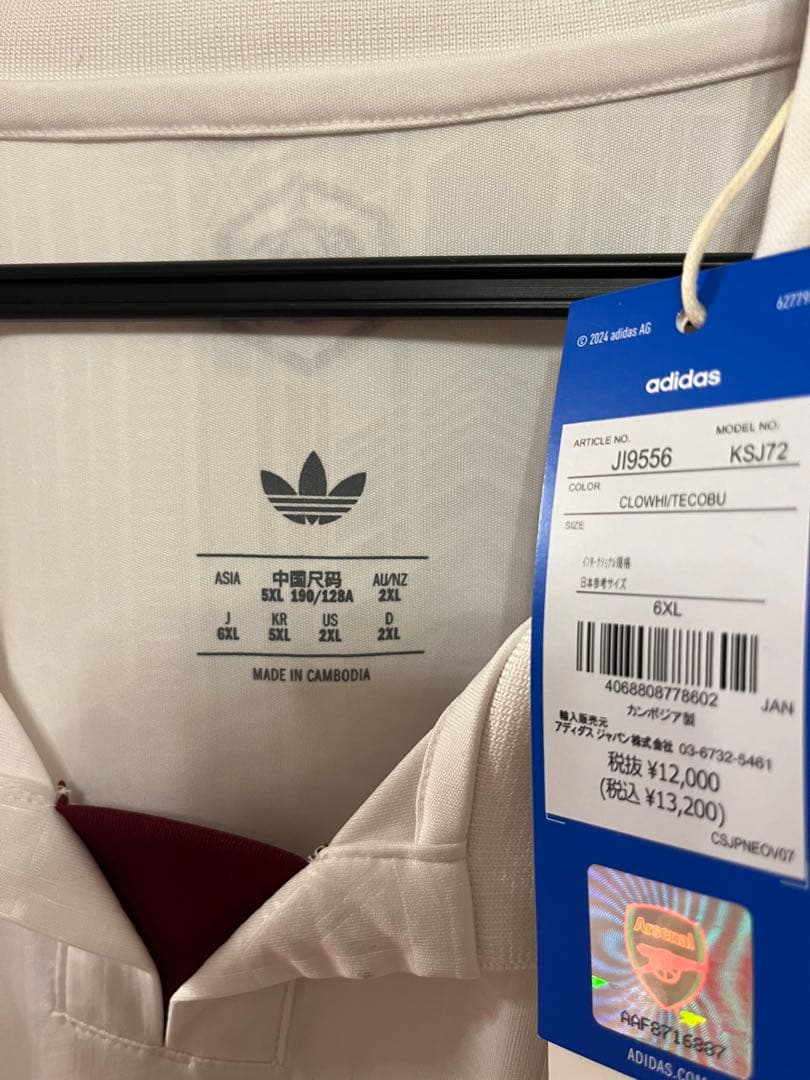 ASIA 中国尺码 AU/NZ
5XL 190/128A 2XL
J KR US D
6XL 5XL 2XL 2XL
MADE IN CAMBODIA
© 2024 adidas AG
adidas
ARTICLE NO. MODEL NO.
JI9556 KSJ72
COLOR
CLOWHI/TECOBU
SIZE
インターナショナル規格
日本参考サイズ
6XL
4068808778602 JAN
カンボジア製
輸入販売元
アディダス ジャパン株式会社 03-6732-5461
税抜 ¥12,000
(税込 ¥13,200)
CSJPNEOV07
Arsenal
AAF8716887